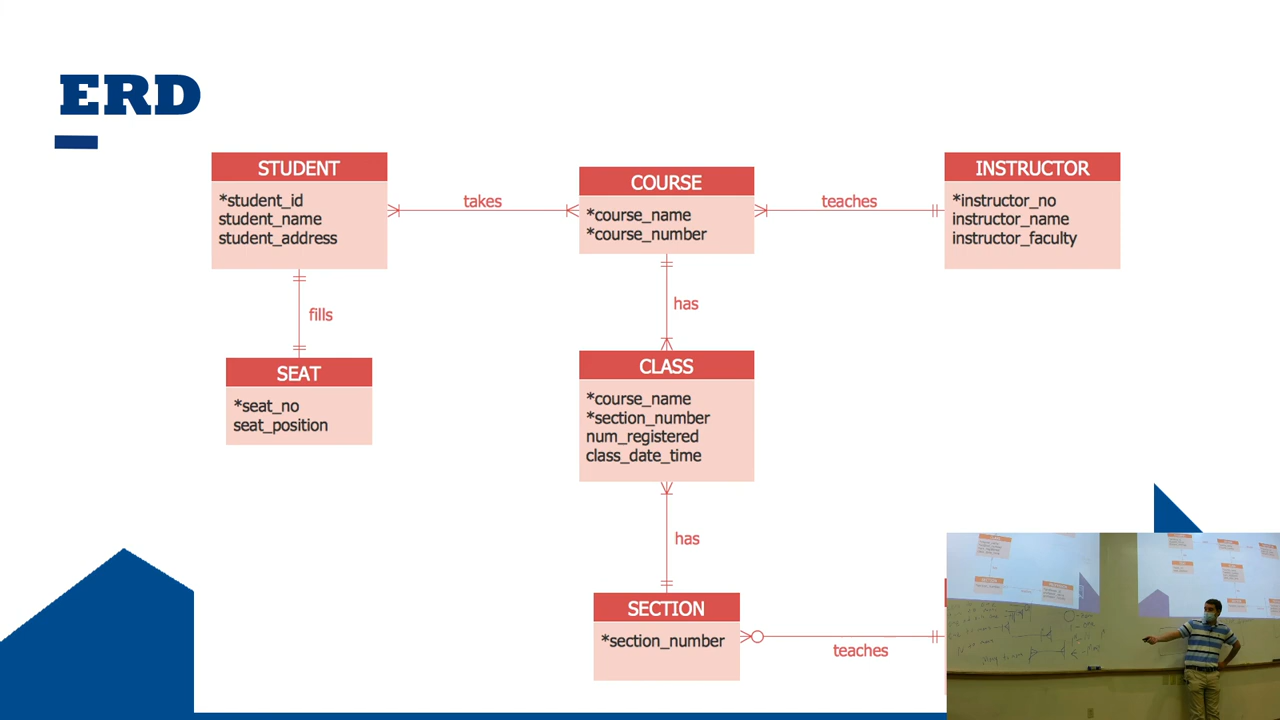 ERD
STUDENT
*student_id
student_name
student_address
takes
COURSE
*course_name
*course_number
teaches
INSTRUCTOR
*instructor_no
instructor_name
instructor_faculty
fills
has
SEAT
*seat_no
seat_position
CLASS
*course_name
*section_number
num_registered
class_date_time
has
SECTION
*section_number
teaches